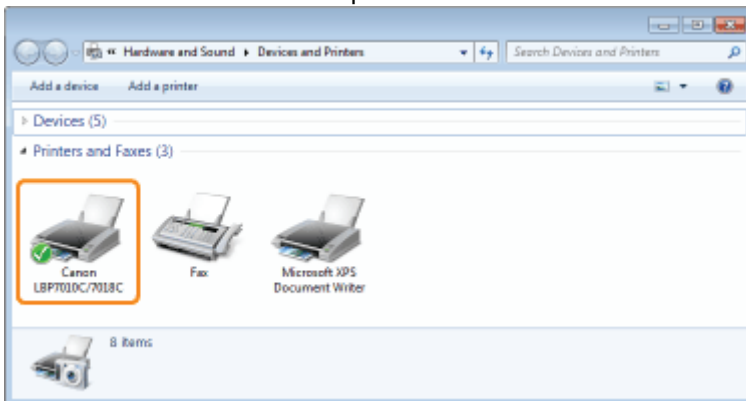 « Hardware and Sound ▸ Devices and Printers
Search Devices and Printers
Add a device Add a printer
Devices (5)
Printers and Faxes (3)
Canon
LBP7010C/7018C
Fax
Microsoft XPS
Document Writer
8 items